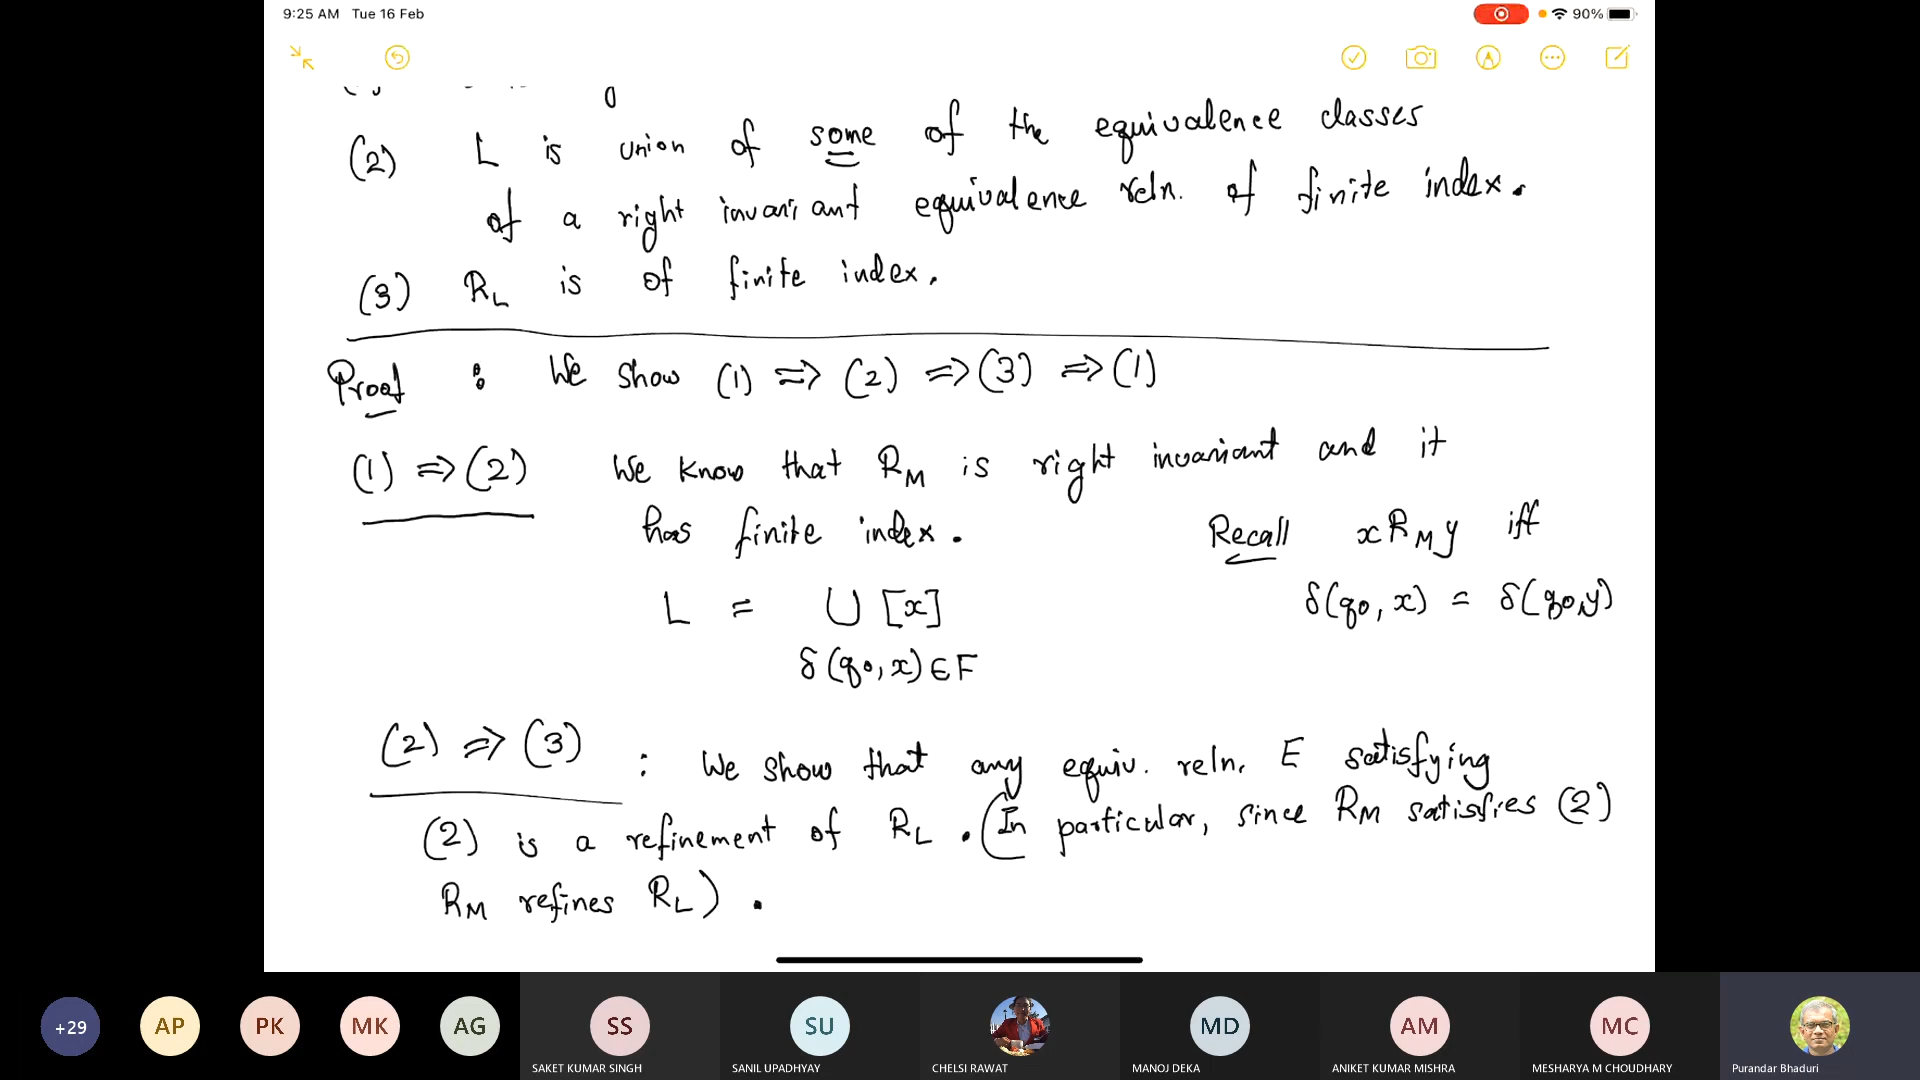 9:25 AM Tue 16 Feb
90%
(2) L is union of some of the equivalence classes
of a right invariant equivalence reln. of finite index.
(3) R_L is of finite index.
Proof : We show (1) ⇒ (2) ⇒ (3) ⇒ (1)
(1) ⇒ (2) We know that R_M is right invariant and it
has finite index.
Recall x R_M y iff
δ(q₀, x) = δ(q₀, y)
L = ∪ [x]
δ(q₀, x) ∈ F
(2) ⇒ (3) : We show that any equiv. reln. E satisfying
(2) is a refinement of R_L. (In particular, since R_M satisfies (2)
R_M refines R_L).
+29 AP PK MK AG SS SU MD AM MC
SAKET KUMAR SINGH SANIL UPADHYAY CHELSI RAWAT MANOJ DEKA ANIKET KUMAR MISHRA MESHARYA M CHOUDHARY Purandar Bhaduri